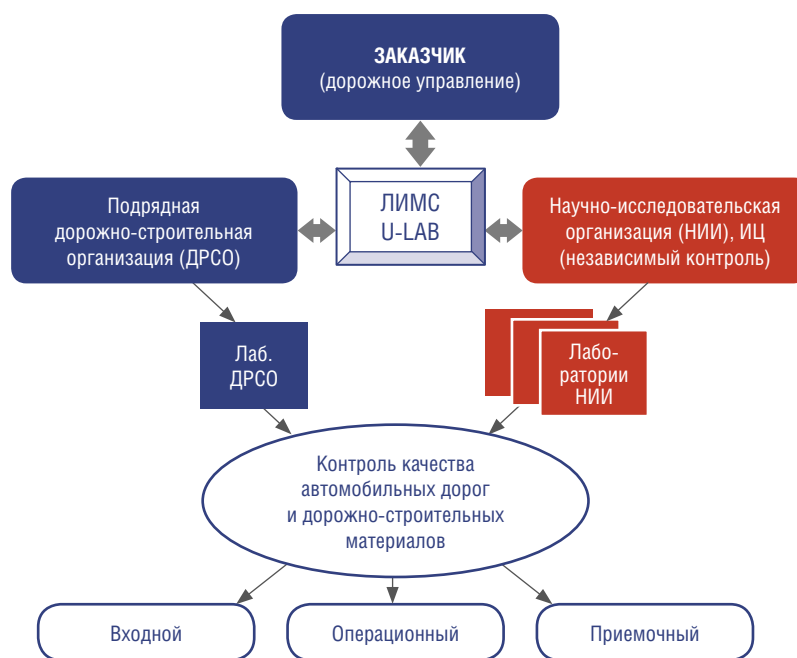 ЗАКАЗЧИК
(дорожное управление)
Подрядная
дорожно-строительная
организация (ДРСО)
ЛИМС
U-LAB
Научно-исследовательская
организация (НИИ), ИЦ
(независимый контроль)
Лаб.
ДРСО
Лабо-
ратории
НИИ
Контроль качества
автомобильных дорог
и дорожно-строительных
материалов
Входной
Операционный
Приемочный